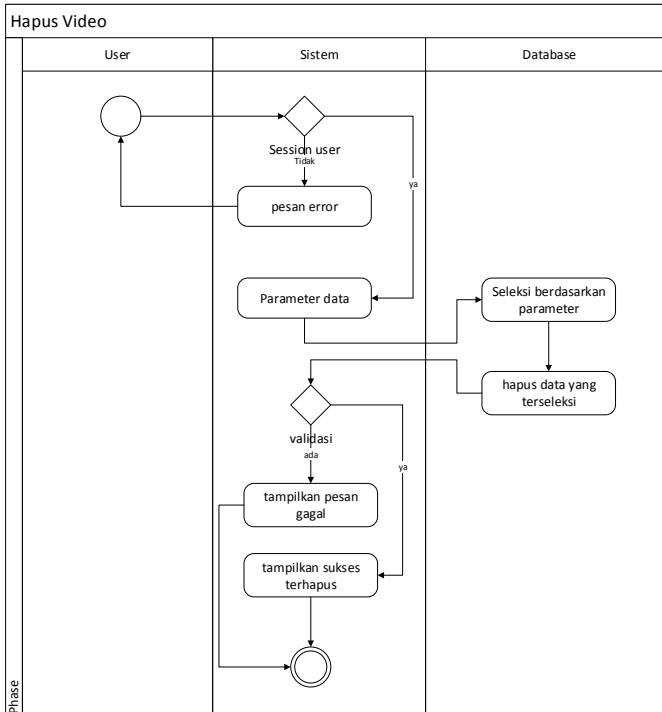 Hapus Video
User
Sistem
Database
Session user
Tidak
ya
pesan error
Parameter data
Seleksi berdasarkan
parameter
hapus data yang
terseleksi
validasi
ada
ya
tampilkan pesan
gagal
tampilkan sukses
terhapus
Phase